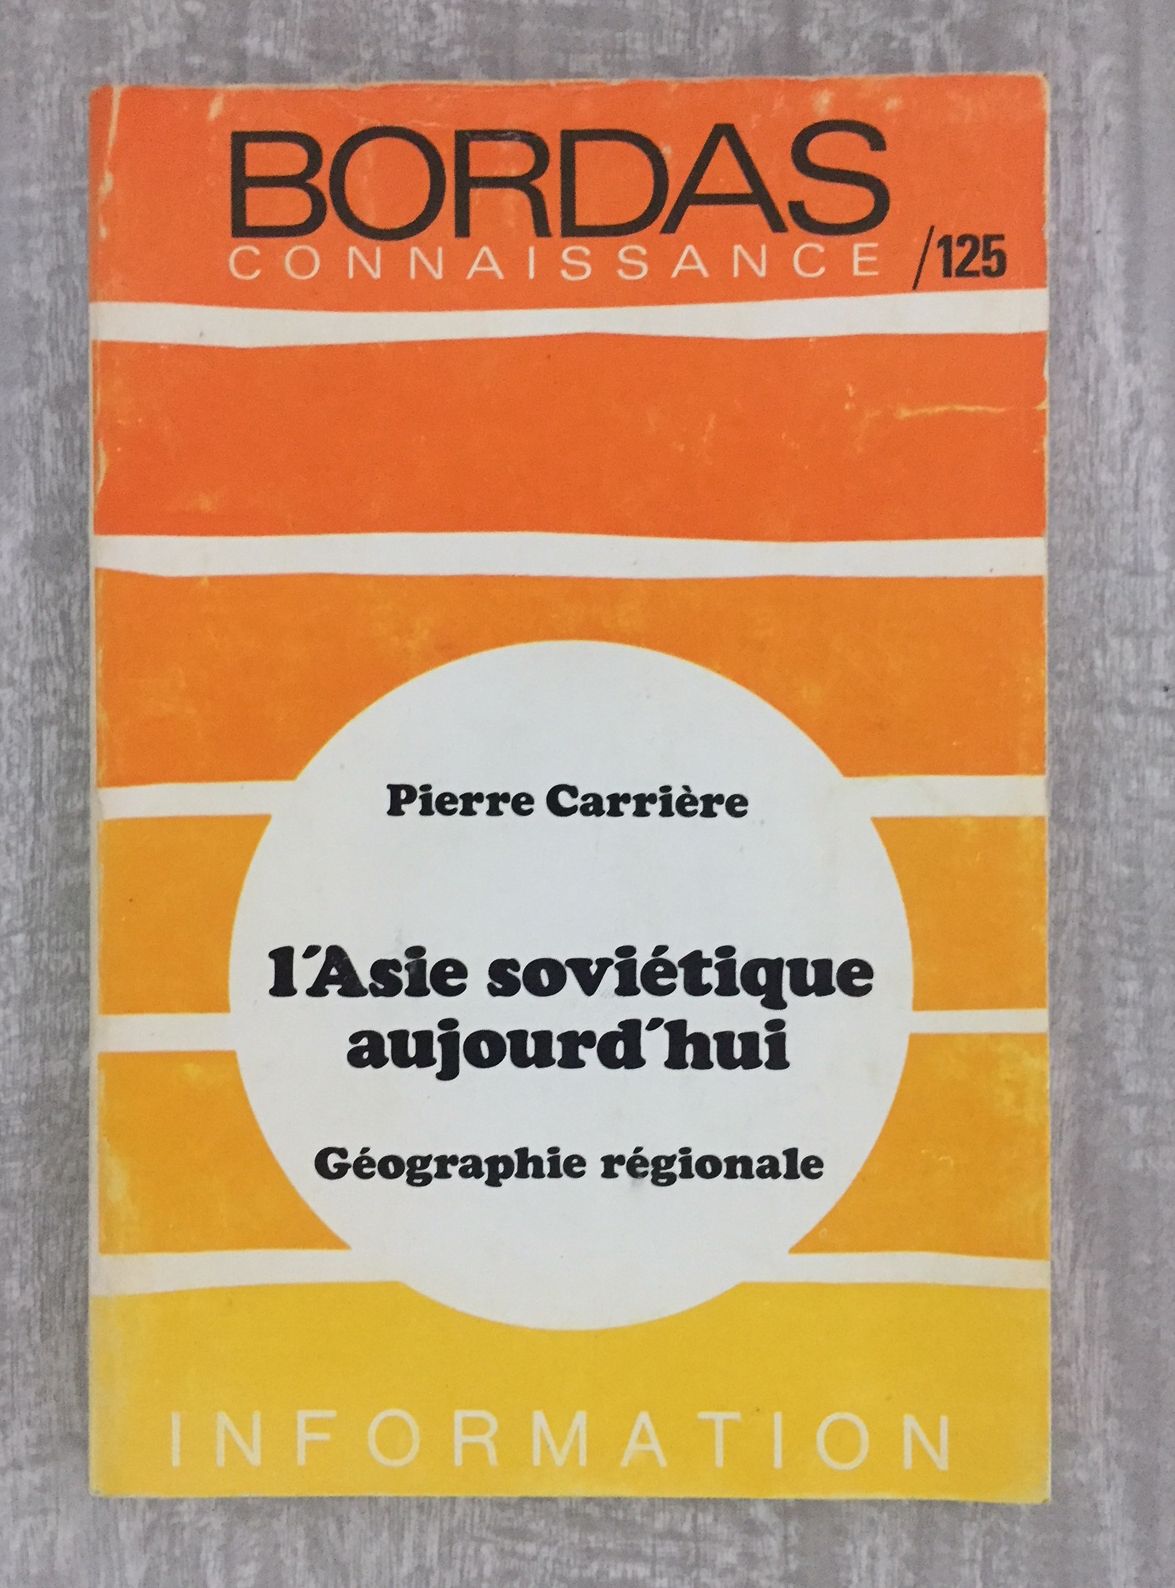 BORDAS
CONNAISSANCE /125
Pierre Carrière
l'Asie soviétique
aujourd'hui
Géographie régionale
INFORMATION